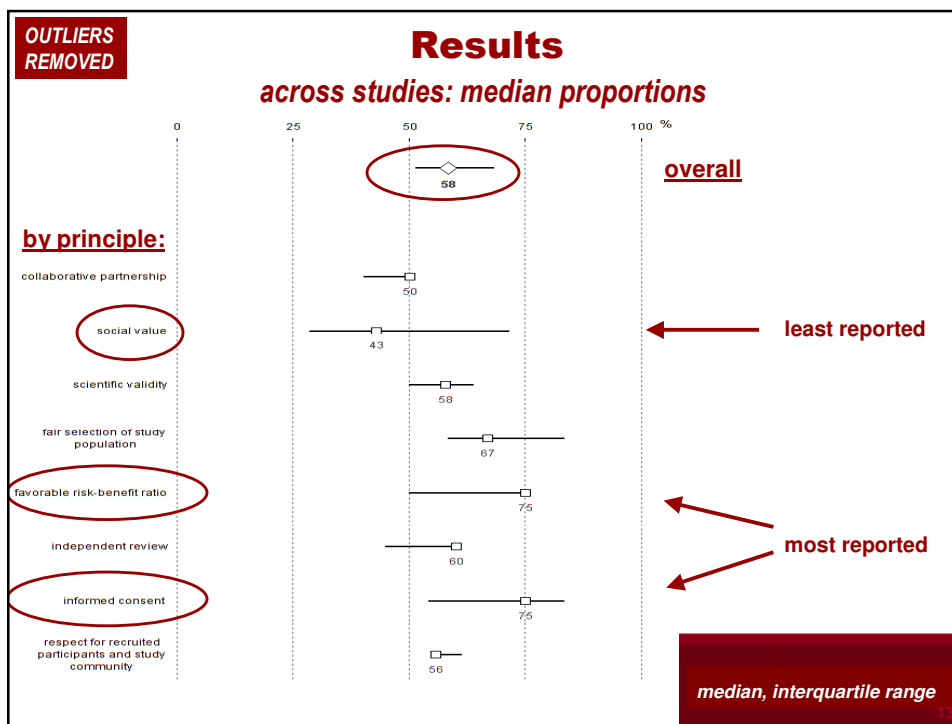 OUTLIERS
REMOVED
Results
across studies: median proportions
0 25 50 75 100 %
58
overall
by principle:
collaborative partnership
50
social value
43
least reported
scientific validity
58
fair selection of study
population
67
favorable risk-benefit ratio
75
independent review
60
most reported
informed consent
75
respect for recruited
participants and study
community
56
median, interquartile range
13